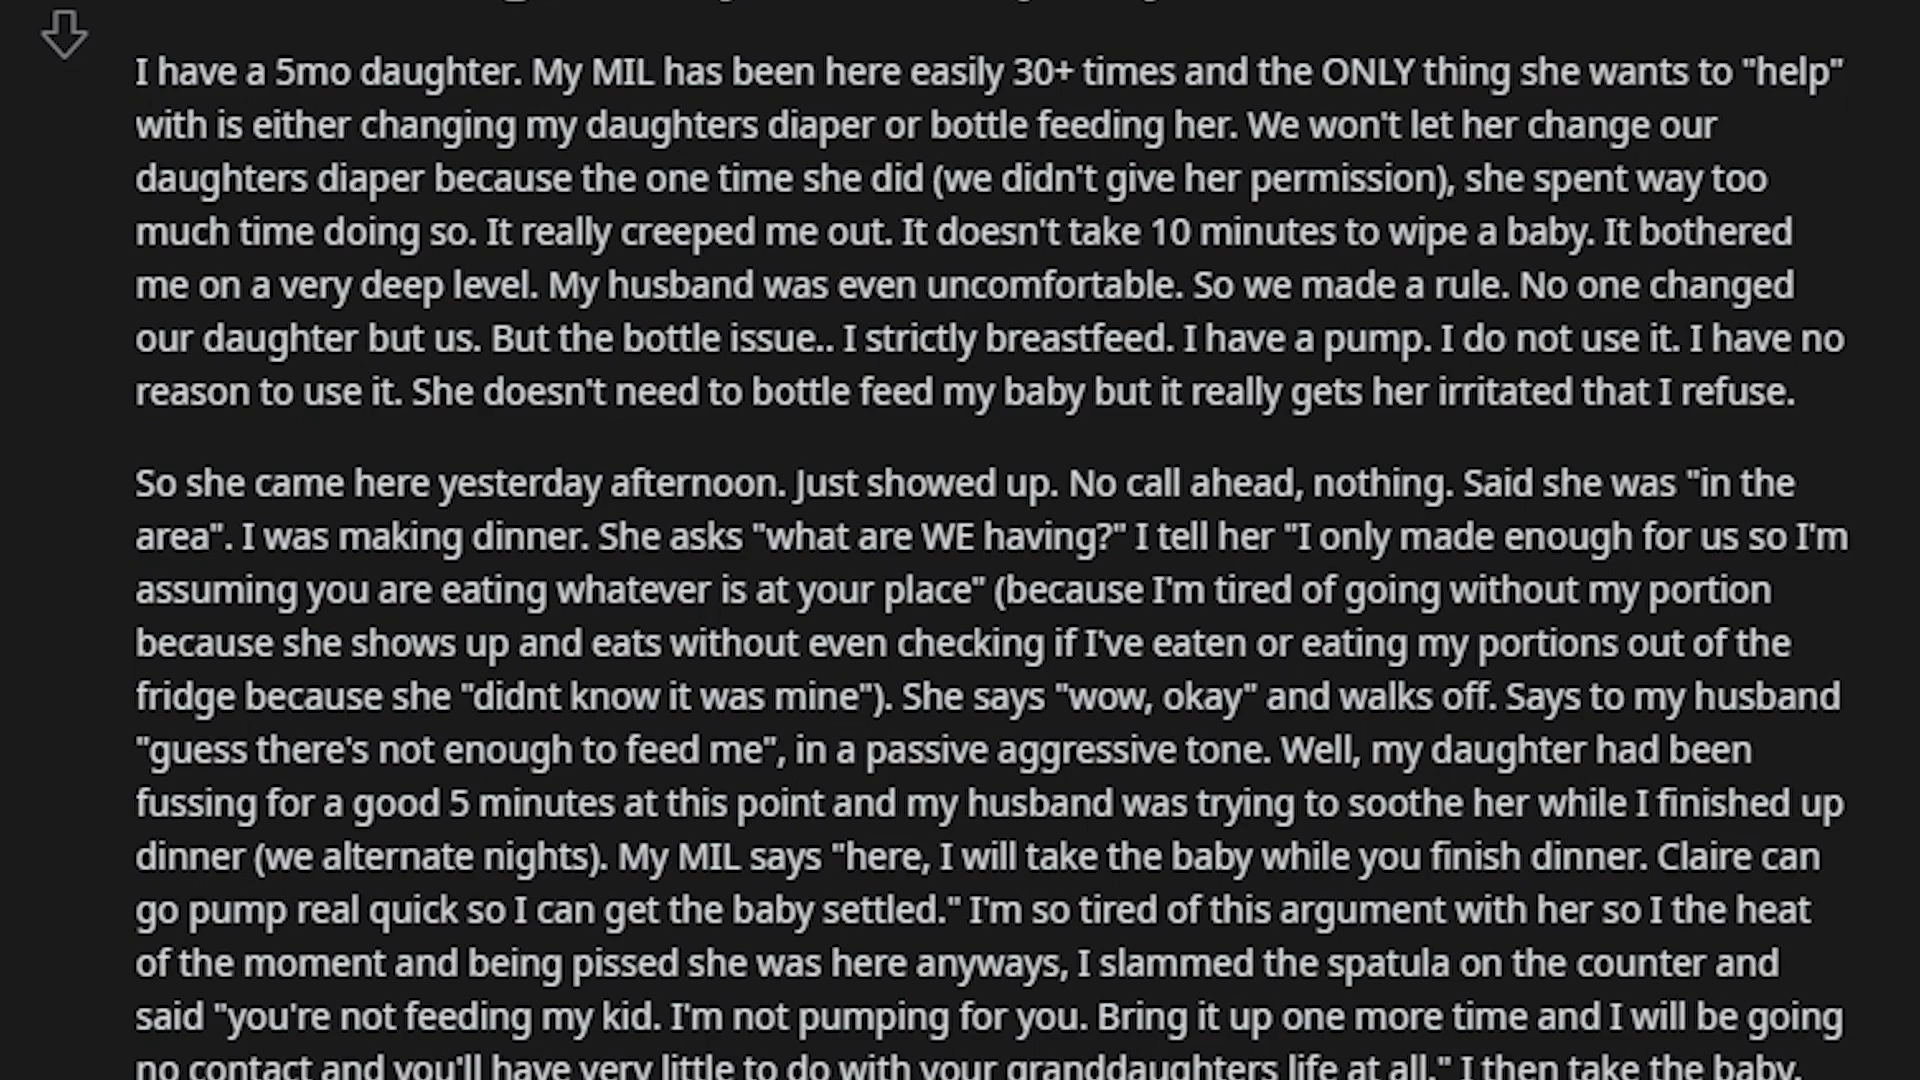 I have a 5mo daughter. My MIL has been here easily 30+ times and the ONLY thing she wants to "help"
with is either changing my daughters diaper or bottle feeding her. We won't let her change our
daughters diaper because the one time she did (we didn't give her permission), she spent way too
much time doing so. It really creeped me out. It doesn't take 10 minutes to wipe a baby. It bothered
me on a very deep level. My husband was even uncomfortable. So we made a rule. No one changed
our daughter but us. But the bottle issue.. I strictly breastfeed. I have a pump. I do not use it. I have no
reason to use it. She doesn't need to bottle feed my baby but it really gets her irritated that I refuse.
So she came here yesterday afternoon. Just showed up. No call ahead, nothing. Said she was "in the
area". I was making dinner. She asks "what are WE having?" I tell her "I only made enough for us so I'm
assuming you are eating whatever is at your place" (because I'm tired of going without my portion
because she shows up and eats without even checking if I've eaten or eating my portions out of the
fridge because she "didnt know it was mine"). She says "wow, okay" and walks off. Says to my husband
"guess there's not enough to feed me", in a passive aggressive tone. Well, my daughter had been
fussing for a good 5 minutes at this point and my husband was trying to soothe her while I finished up
dinner (we alternate nights). My MIL says "here, I will take the baby while you finish dinner. Claire can
go pump real quick so I can get the baby settled." I'm so tired of this argument with her so I the heat
of the moment and being pissed she was here anyways, I slammed the spatula on the counter and
said "you're not feeding my kid. I'm not pumping for you. Bring it up one more time and I will be going
no contact and you'll have very little to do with your granddaughters life at all." I then take the baby,